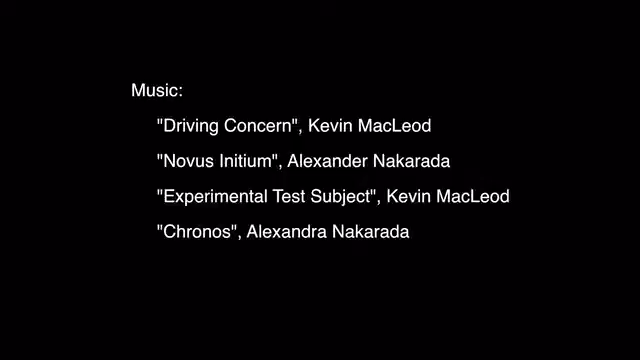 Music:
"Driving Concern", Kevin MacLeod
"Novus Initium", Alexander Nakarada
"Experimental Test Subject", Kevin MacLeod
"Chronos", Alexandra Nakarada